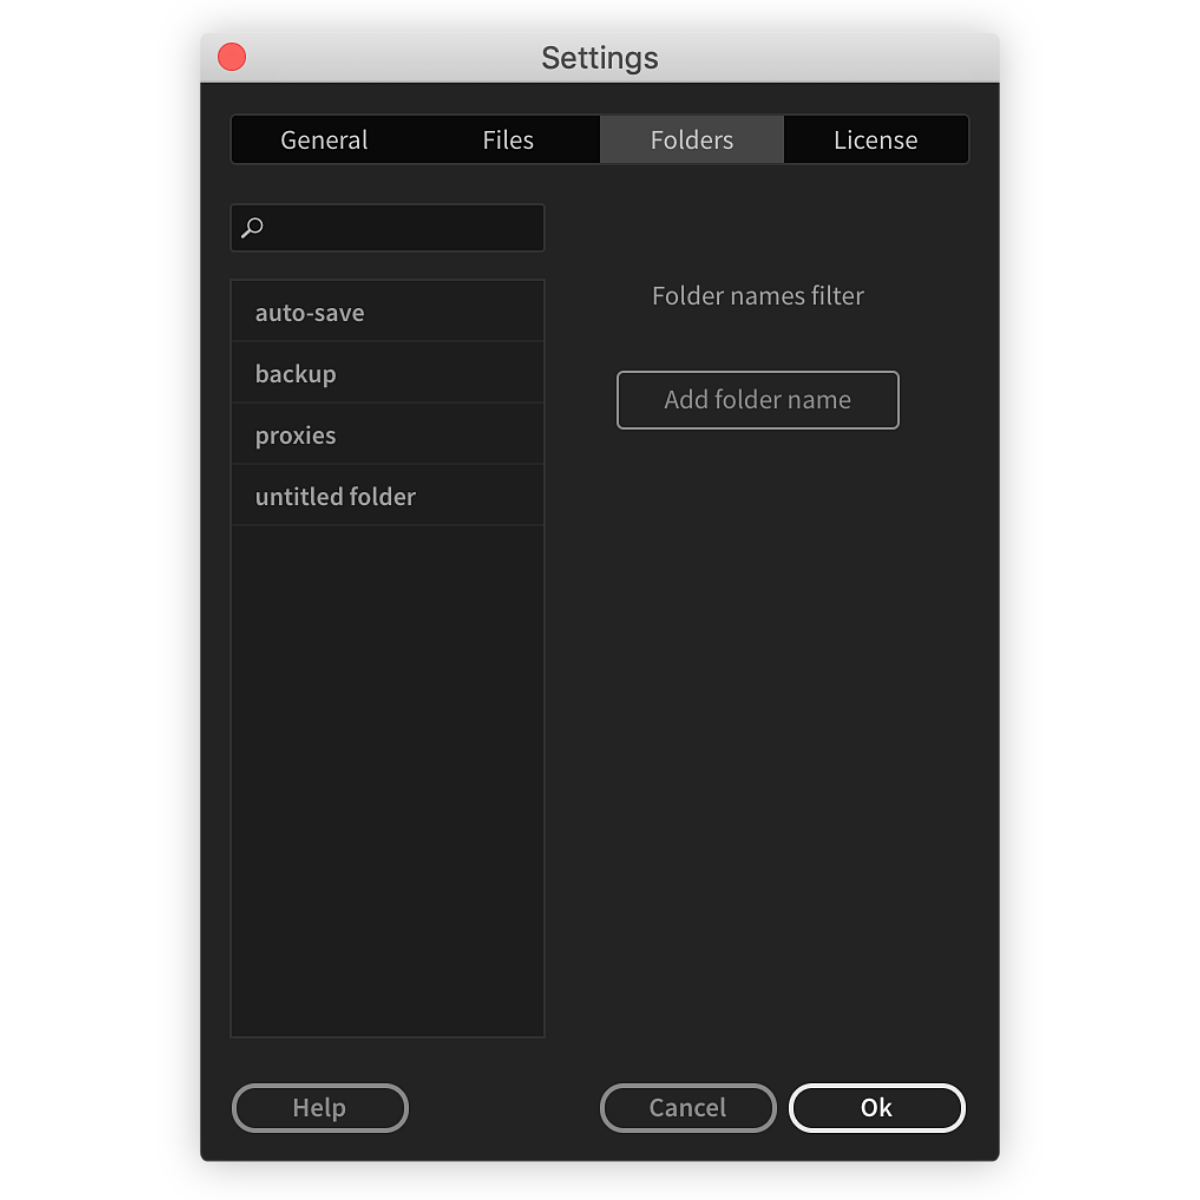 Settings
General Files Folders License
Folder names filter
auto-save
backup
Add folder name
proxies
untitled folder
Help Cancel Ok